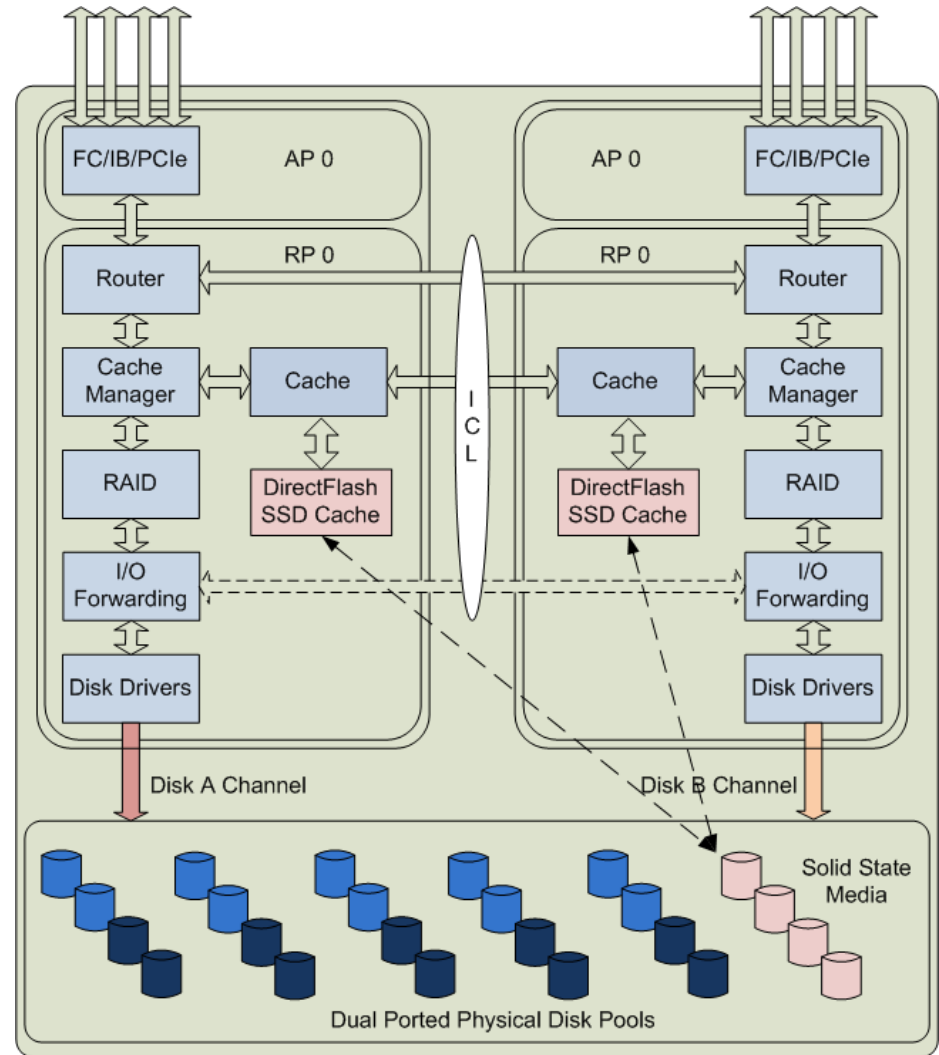 FC/IB/PCIe
AP 0
AP 0
FC/IB/PCIe
RP 0
RP 0
Router
Router
Cache
Manager
Cache
I
C
L
Cache
Cache
Manager
RAID
DirectFlash
SSD Cache
DirectFlash
SSD Cache
RAID
I/O
Forwarding
I/O
Forwarding
Disk Drivers
Disk Drivers
Disk A Channel
Disk B Channel
Solid State
Media
Dual Ported Physical Disk Pools